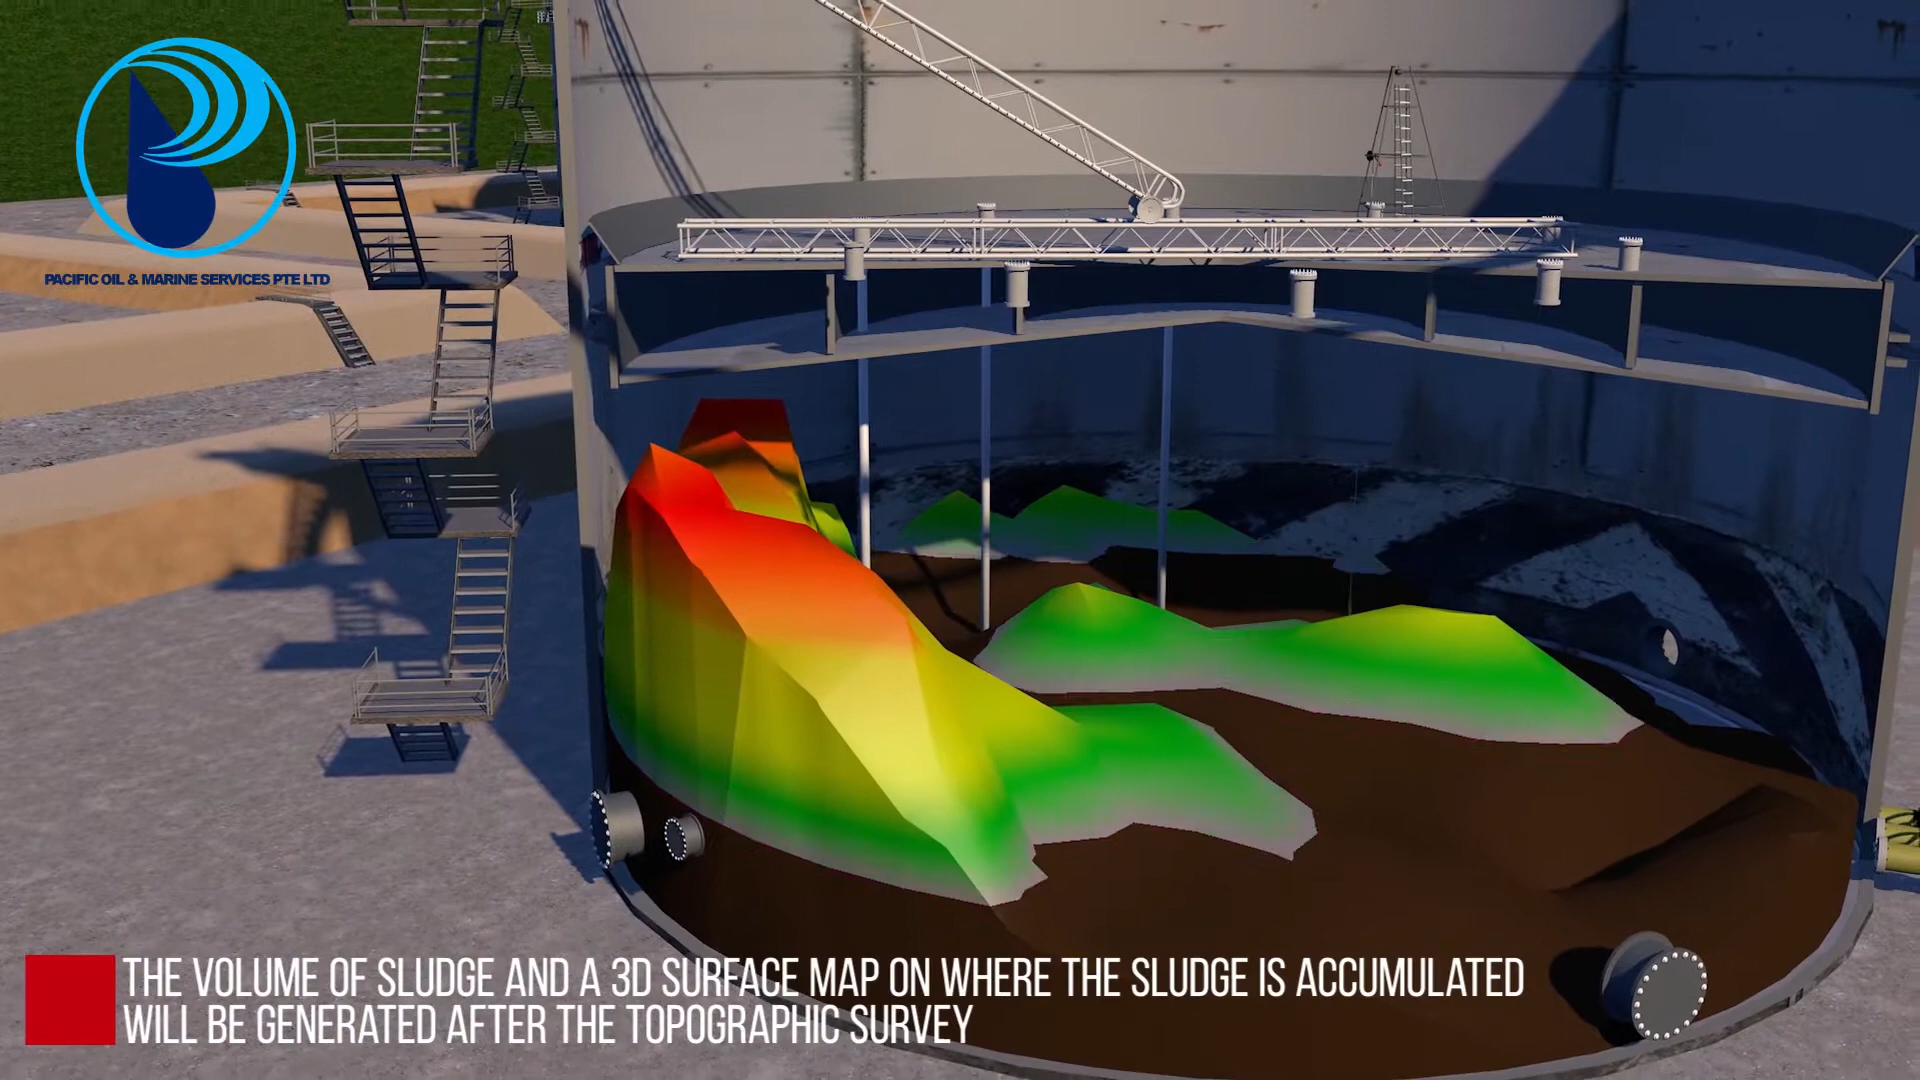 PACIFIC OIL & MARINE SERVICES PTE LTD
THE VOLUME OF SLUDGE AND A 3D SURFACE MAP ON WHERE THE SLUDGE IS ACCUMULATED
WILL BE GENERATED AFTER THE TOPOGRAPHIC SURVEY